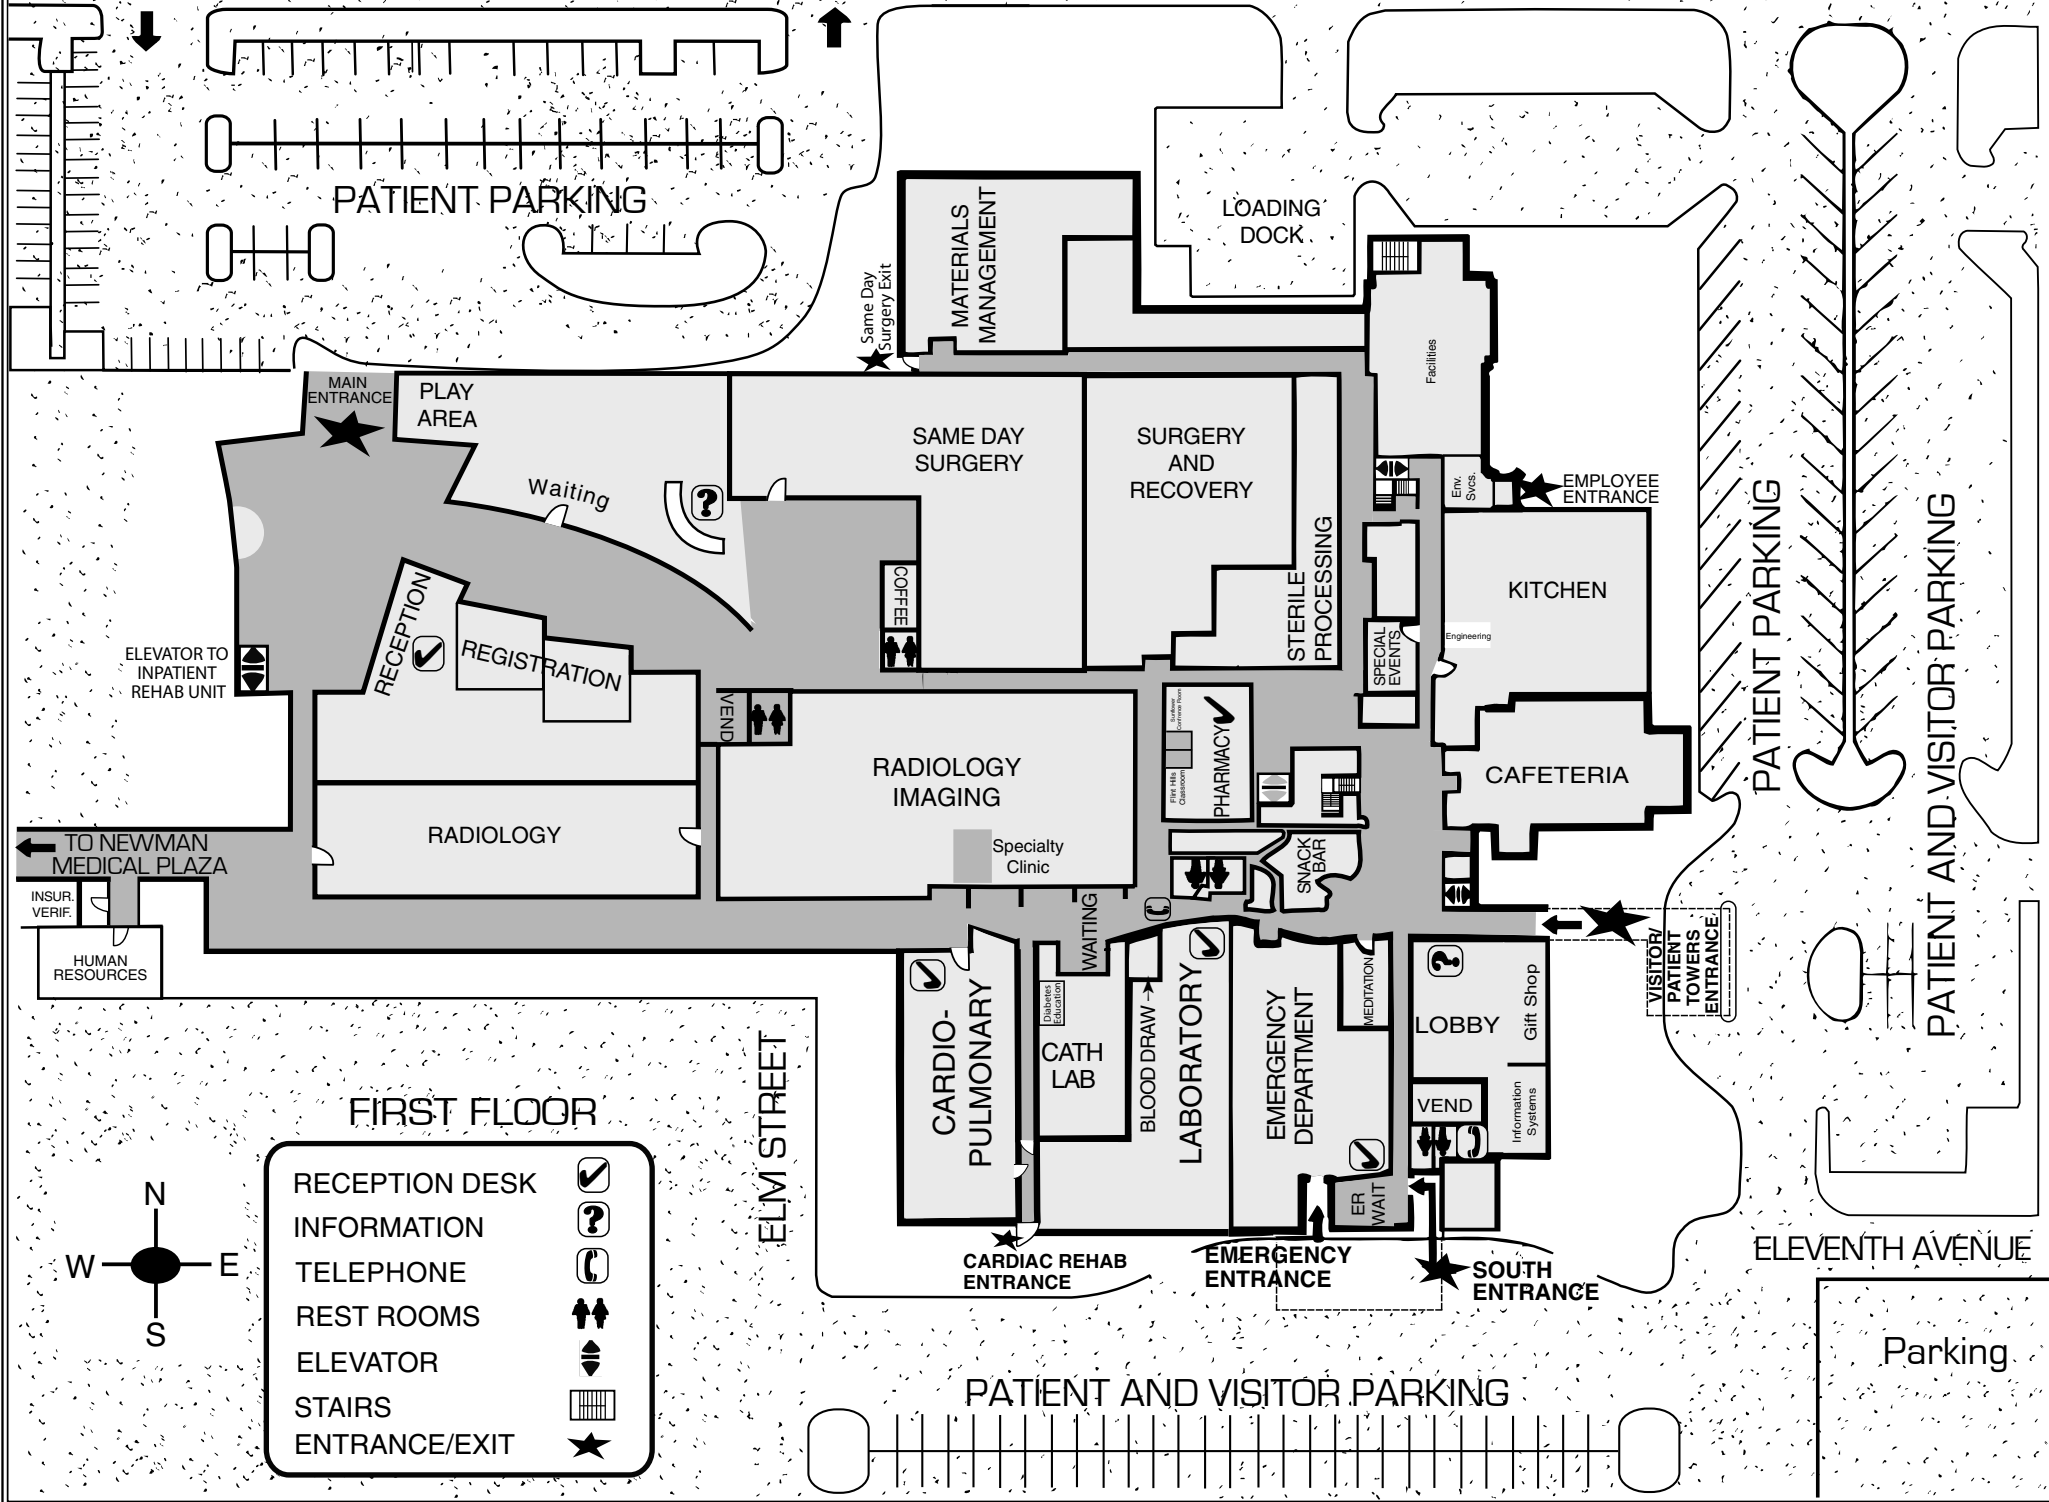 PATIENT PARKING
LOADING
DOCK
MATERIALS
MANAGEMENT
Same Day
Surgery Exit
Facilities
MAIN
ENTRANCE
PLAY
AREA
Waiting
SAME DAY
SURGERY
SURGERY
AND
RECOVERY
STERILE
PROCESSING
Env.
Svcs.
EMPLOYEE
ENTRANCE
PATIENT PARKING
PATIENT AND VISITOR PARKING
COFFEE
KITCHEN
Engineering
SPECIAL
EVENTS
RECEPTION
REGISTRATION
ELEVATOR TO
INPATIENT
REHAB UNIT
VEND
RADIOLOGY
IMAGING
Sunflower
Conference Room
Flint Hills
Classroom
PHARMACY
CAFETERIA
RADIOLOGY
Specialty
Clinic
SNACK
BAR
TO NEWMAN
MEDICAL PLAZA
INSUR.
VERIF.
HUMAN
RESOURCES
WAITING
VISITOR/
PATIENT
TOWERS
ENTRANCE
CARDIO-
PULMONARY
Diabetes
Education
CATH
LAB
BLOOD DRAW
LABORATORY
EMERGENCY
DEPARTMENT
MEDITATION
LOBBY
Gift Shop
VEND
Information
Systems
ER
WAIT
ELM STREET
CARDIAC REHAB
ENTRANCE
EMERGENCY
ENTRANCE
SOUTH
ENTRANCE
ELEVENTH AVENUE
Parking
PATIENT AND VISITOR PARKING
N
W
E
S
FIRST FLOOR
RECEPTION DESK
INFORMATION
TELEPHONE
REST ROOMS
ELEVATOR
STAIRS
ENTRANCE/EXIT